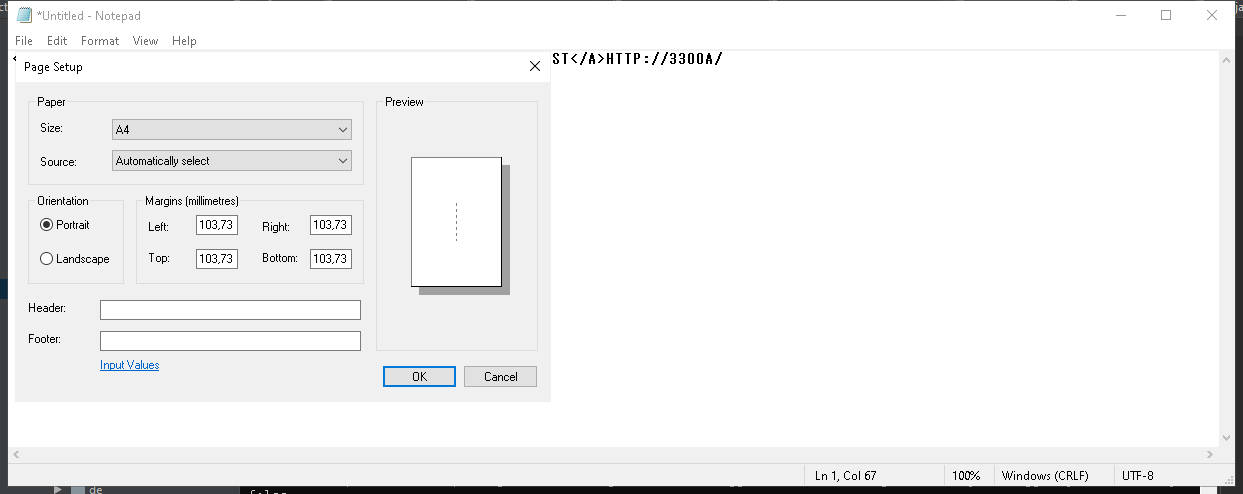 *Untitled - Notepad
File Edit Format View Help
ST</A>HTTP://3300A/
Page Setup
Paper
Size: A4
Source: Automatically select
Preview
Orientation
Portrait
Landscape
Margins (millimetres)
Left: 103,73 Right: 103,73
Top: 103,73 Bottom: 103,73
Header:
Footer:
Input Values
OK Cancel
Ln 1, Col 67 100% Windows (CRLF) UTF-8
de